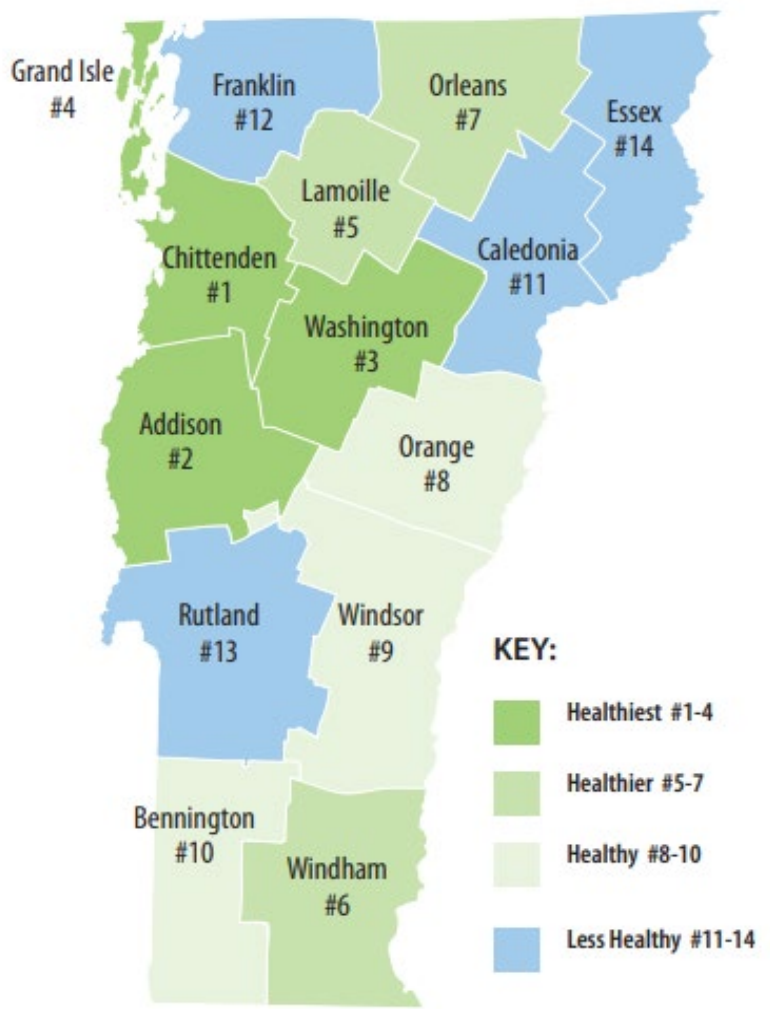 Grand Isle
#4
Franklin
#12
Orleans
#7
Essex
#14
Lamoille
#5
Chittenden
#1
Caledonia
#11
Washington
#3
Addison
#2
Orange
#8
Rutland
#13
Windsor
#9
Bennington
#10
Windham
#6
KEY:
Healthiest #1-4
Healthier #5-7
Healthy #8-10
Less Healthy #11-14